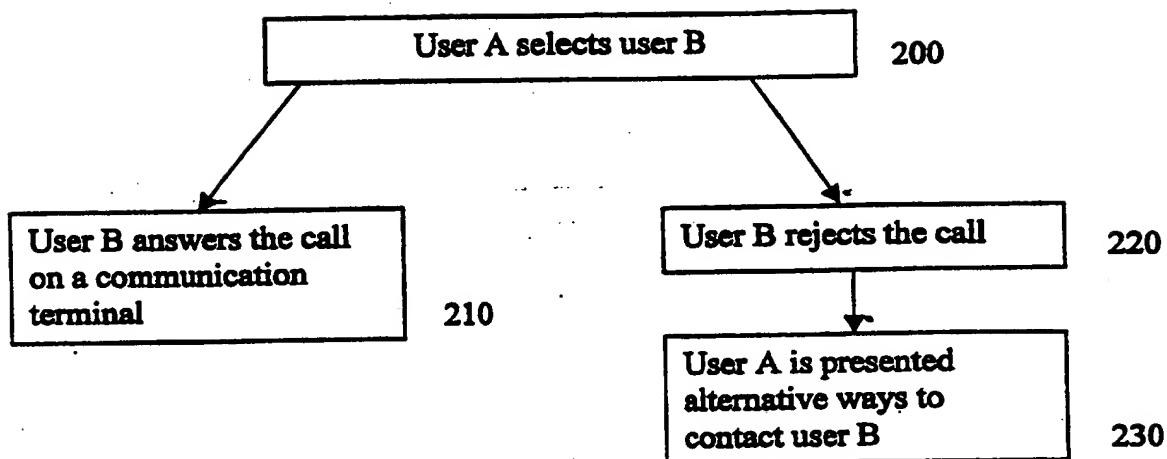 User A selects user B
200
User B answers the call
on a communication
terminal
210
User B rejects the call
220
User A is presented
alternative ways to
contact user B
230